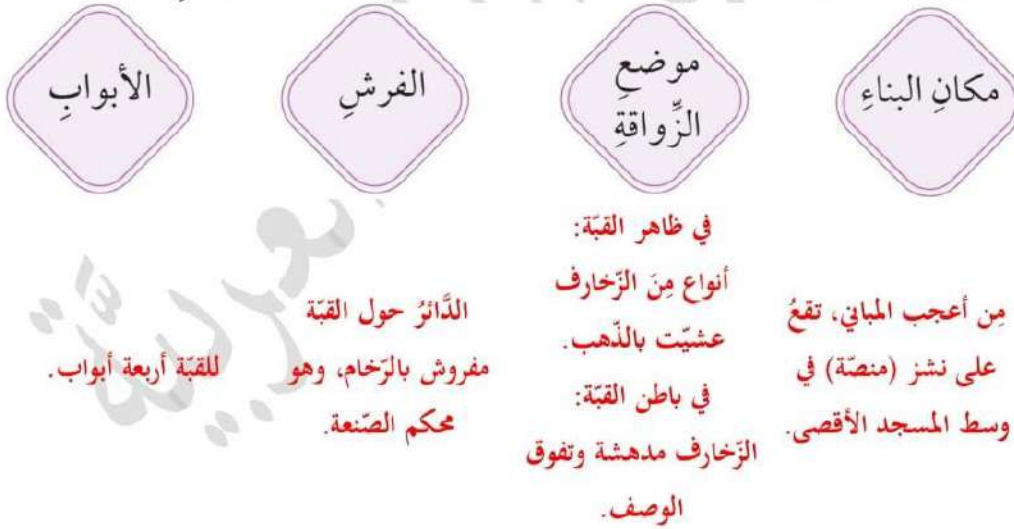 مكانِ البناءِ
موضعِ
الزِّواقةِ
الفرشِ
الأبوابِ
مِن أعجب المباني، تقعُ
على نشز (منصّة) في
وسط المسجد الأقصى.
في ظاهر القبّة:
أنواع مِنَ الزّخارف
عشيّت بالذّهب.
في باطن القبّة:
الزّخارف مدهشة وتفوق
الوصف.
الدَّائرُ حول القبّة
مفروش بالرّخام، وهو
محكم الصّنعة.
للقبّة أربعة أبواب.